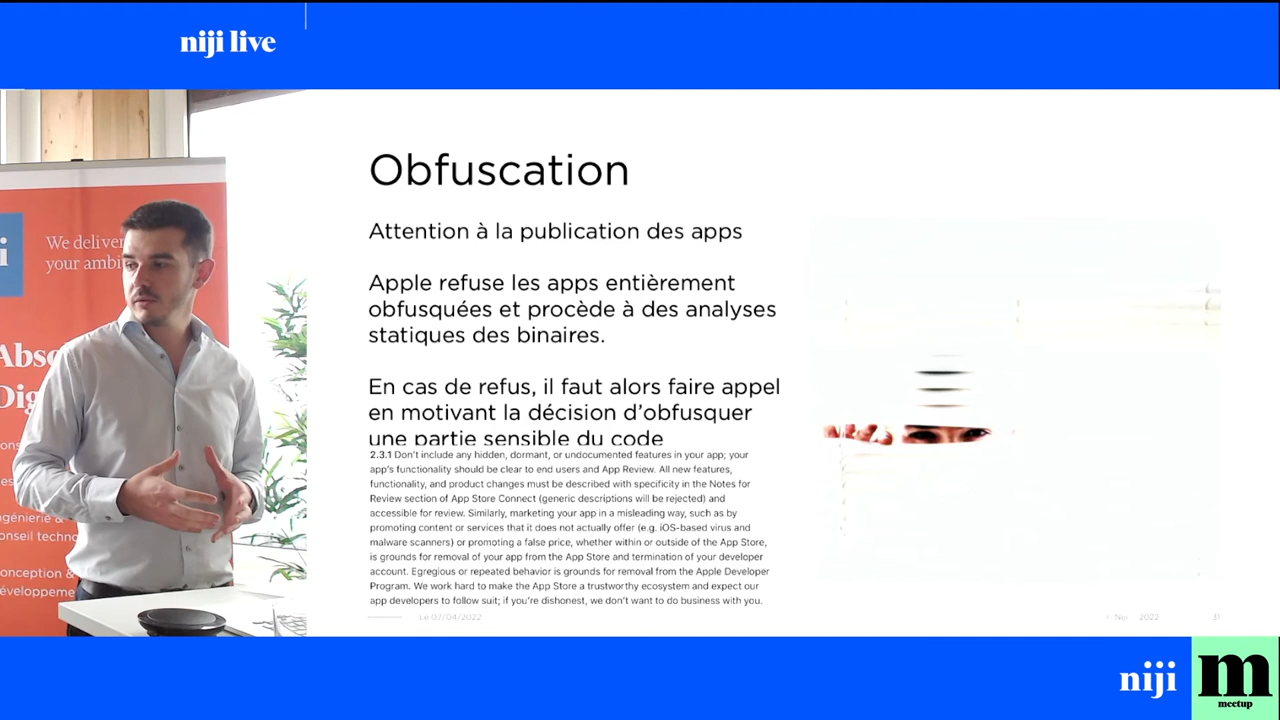 niji live
We deliver
your ambi
i
Abso
Dig
ons
es
ngénierie &
onseil techno
onception &
éveloppeme
Obfuscation
Attention à la publication des apps
Apple refuse les apps entièrement
obfusquées et procède à des analyses
statiques des binaires.
En cas de refus, il faut alors faire appel
en motivant la décision d’obfusquer
une partie sensible du code
2.3.1 Don’t include any hidden, dormant, or undocumented features in your app; your
app’s functionality should be clear to end users and App Review. All new features,
functionality, and product changes must be described with specificity in the Notes for
Review section of App Store Connect (generic descriptions will be rejected) and
accessible for review. Similarly, marketing your app in a misleading way, such as by
promoting content or services that it does not actually offer (e.g. iOS-based virus and
malware scanners) or promoting a false price, whether within or outside of the App Store,
is grounds for removal of your app from the App Store and termination of your developer
account. Egregious or repeated behavior is grounds for removal from the Apple Developer
Program. We work hard to make the App Store a trustworthy ecosystem and expect our
app developers to follow suit; if you’re dishonest, we don’t want to do business with you.
Le 07/04/2022
Niji 2022
31
niji
m
meetup